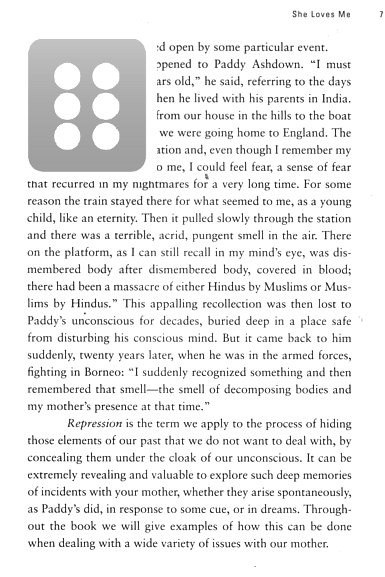 She Loves Me 7
d open by some particular event.
ppened to Paddy Ashdown. “I must
ars old,” he said, referring to the days
hen he lived with his parents in India.
from our house in the hills to the boat
we were going home to England. The
ation and, even though I remember my
o me, I could feel fear, a sense of fear
that recurred in my nightmares for a very long time. For some
reason the train stayed there for what seemed to me, as a young
child, like an eternity. Then it pulled slowly through the station
and there was a terrible, acrid, pungent smell in the air. There
on the platform, as I can still recall in my mind’s eye, was dis-
membered body after dismembered body, covered in blood;
there had been a massacre of either Hindus by Muslims or Mus-
lims by Hindus.” This appalling recollection was then lost to
Paddy’s unconscious for decades, buried deep in a place safe
from disturbing his conscious mind. But it came back to him
suddenly, twenty years later, when he was in the armed forces,
fighting in Borneo: “I suddenly recognized something and then
remembered that smell—the smell of decomposing bodies and
my mother’s presence at that time.”
Repression is the term we apply to the process of hiding
those elements of our past that we do not want to deal with, by
concealing them under the cloak of our unconscious. It can be
extremely revealing and valuable to explore such deep memories
of incidents with your mother, whether they arise spontaneously,
as Paddy’s did, in response to some cue, or in dreams. Through-
out the book we will give examples of how this can be done
when dealing with a wide variety of issues with our mother.